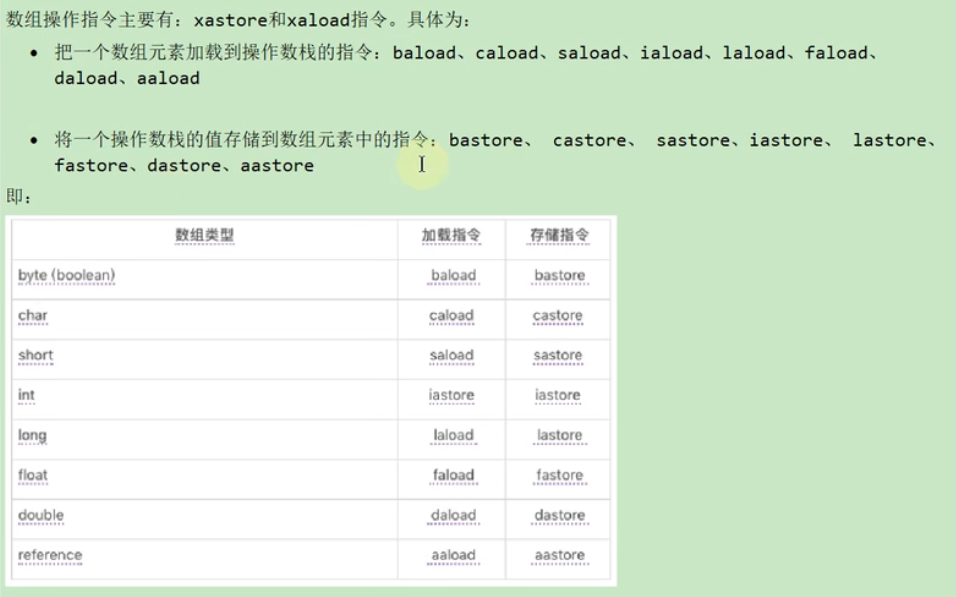 数组操作指令主要有：xastore和xaload指令。具体为：
• 把一个数组元素加载到操作数栈的指令：baload、caload、saload、iaload、laload、faload、
daload、aaload
• 将一个操作数栈的值存储到数组元素中的指令：bastore、 castore、 sastore、iastore、 lastore、
fastore、dastore、aastore
即：
数组类型 加载指令 存储指令
byte (boolean) baload bastore
char caload castore
short saload sastore
int iastore iastore
long laload lastore
float faload fastore
double daload dastore
reference aaload aastore